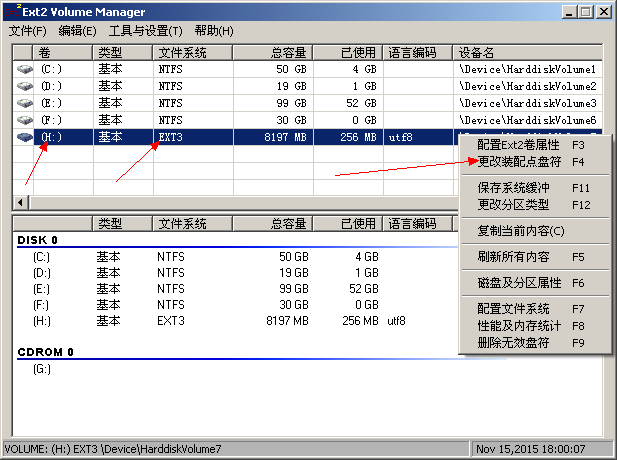 Ext2 Volume Manager
文件(F) 编辑(E) 工具与设置(T) 帮助(H)
卷 类型 文件系统 总容量 已使用 语言编码 设备名
(C:) 基本 NTFS 50 GB 4 GB \Device\HarddiskVolume1
(D:) 基本 NTFS 19 GB 1 GB \Device\HarddiskVolume2
(E:) 基本 NTFS 99 GB 52 GB \Device\HarddiskVolume3
(F:) 基本 NTFS 30 GB 0 GB \Device\HarddiskVolume6
(H:) 基本 EXT3 8197 MB 256 MB utf8
配置Ext2卷属性 F3
更改装配点盘符 F4
保存系统缓冲 F11
更改分区类型 F12
复制当前内容(C)
刷新所有内容 F5
磁盘及分区属性 F6
配置文件系统 F7
性能及内存统计 F8
删除无效盘符 F9
类型 文件系统 总容量 已使用 语言编码
DISK 0
(C:) 基本 NTFS 50 GB 4 GB
(D:) 基本 NTFS 19 GB 1 GB
(E:) 基本 NTFS 99 GB 52 GB
(F:) 基本 NTFS 30 GB 0 GB
(H:) 基本 EXT3 8197 MB 256 MB utf8
CDROM 0
(G:)
VOLUME: (H:) EXT3 \Device\HarddiskVolume7 Nov 15,2015 18:00:07